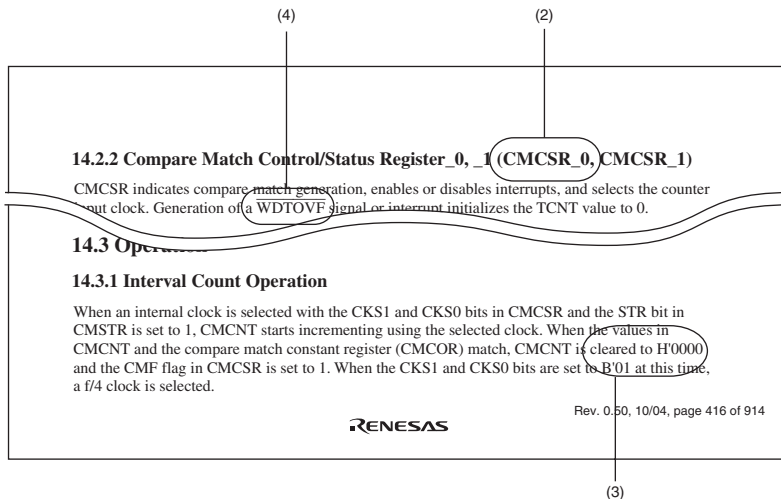 (4)
(2)
14.2.2 Compare Match Control/Status Register_0, _1 (CMCSR_0, CMCSR_1)
CMCSR indicates compare match generation, enables or disables interrupts, and selects the counter
input clock. Generation of a WDTOVF signal or interrupt initializes the TCNT value to 0.
14.3 Operation
14.3.1 Interval Count Operation
When an internal clock is selected with the CKS1 and CKS0 bits in CMCSR and the STR bit in
CMSTR is set to 1, CMCNT starts incrementing using the selected clock. When the values in
CMCNT and the compare match constant register (CMCOR) match, CMCNT is cleared to H'0000
and the CMF flag in CMCSR is set to 1. When the CKS1 and CKS0 bits are set to B'01 at this time,
a f/4 clock is selected.
Rev. 0.50, 10/04, page 416 of 914
RENESAS
(3)